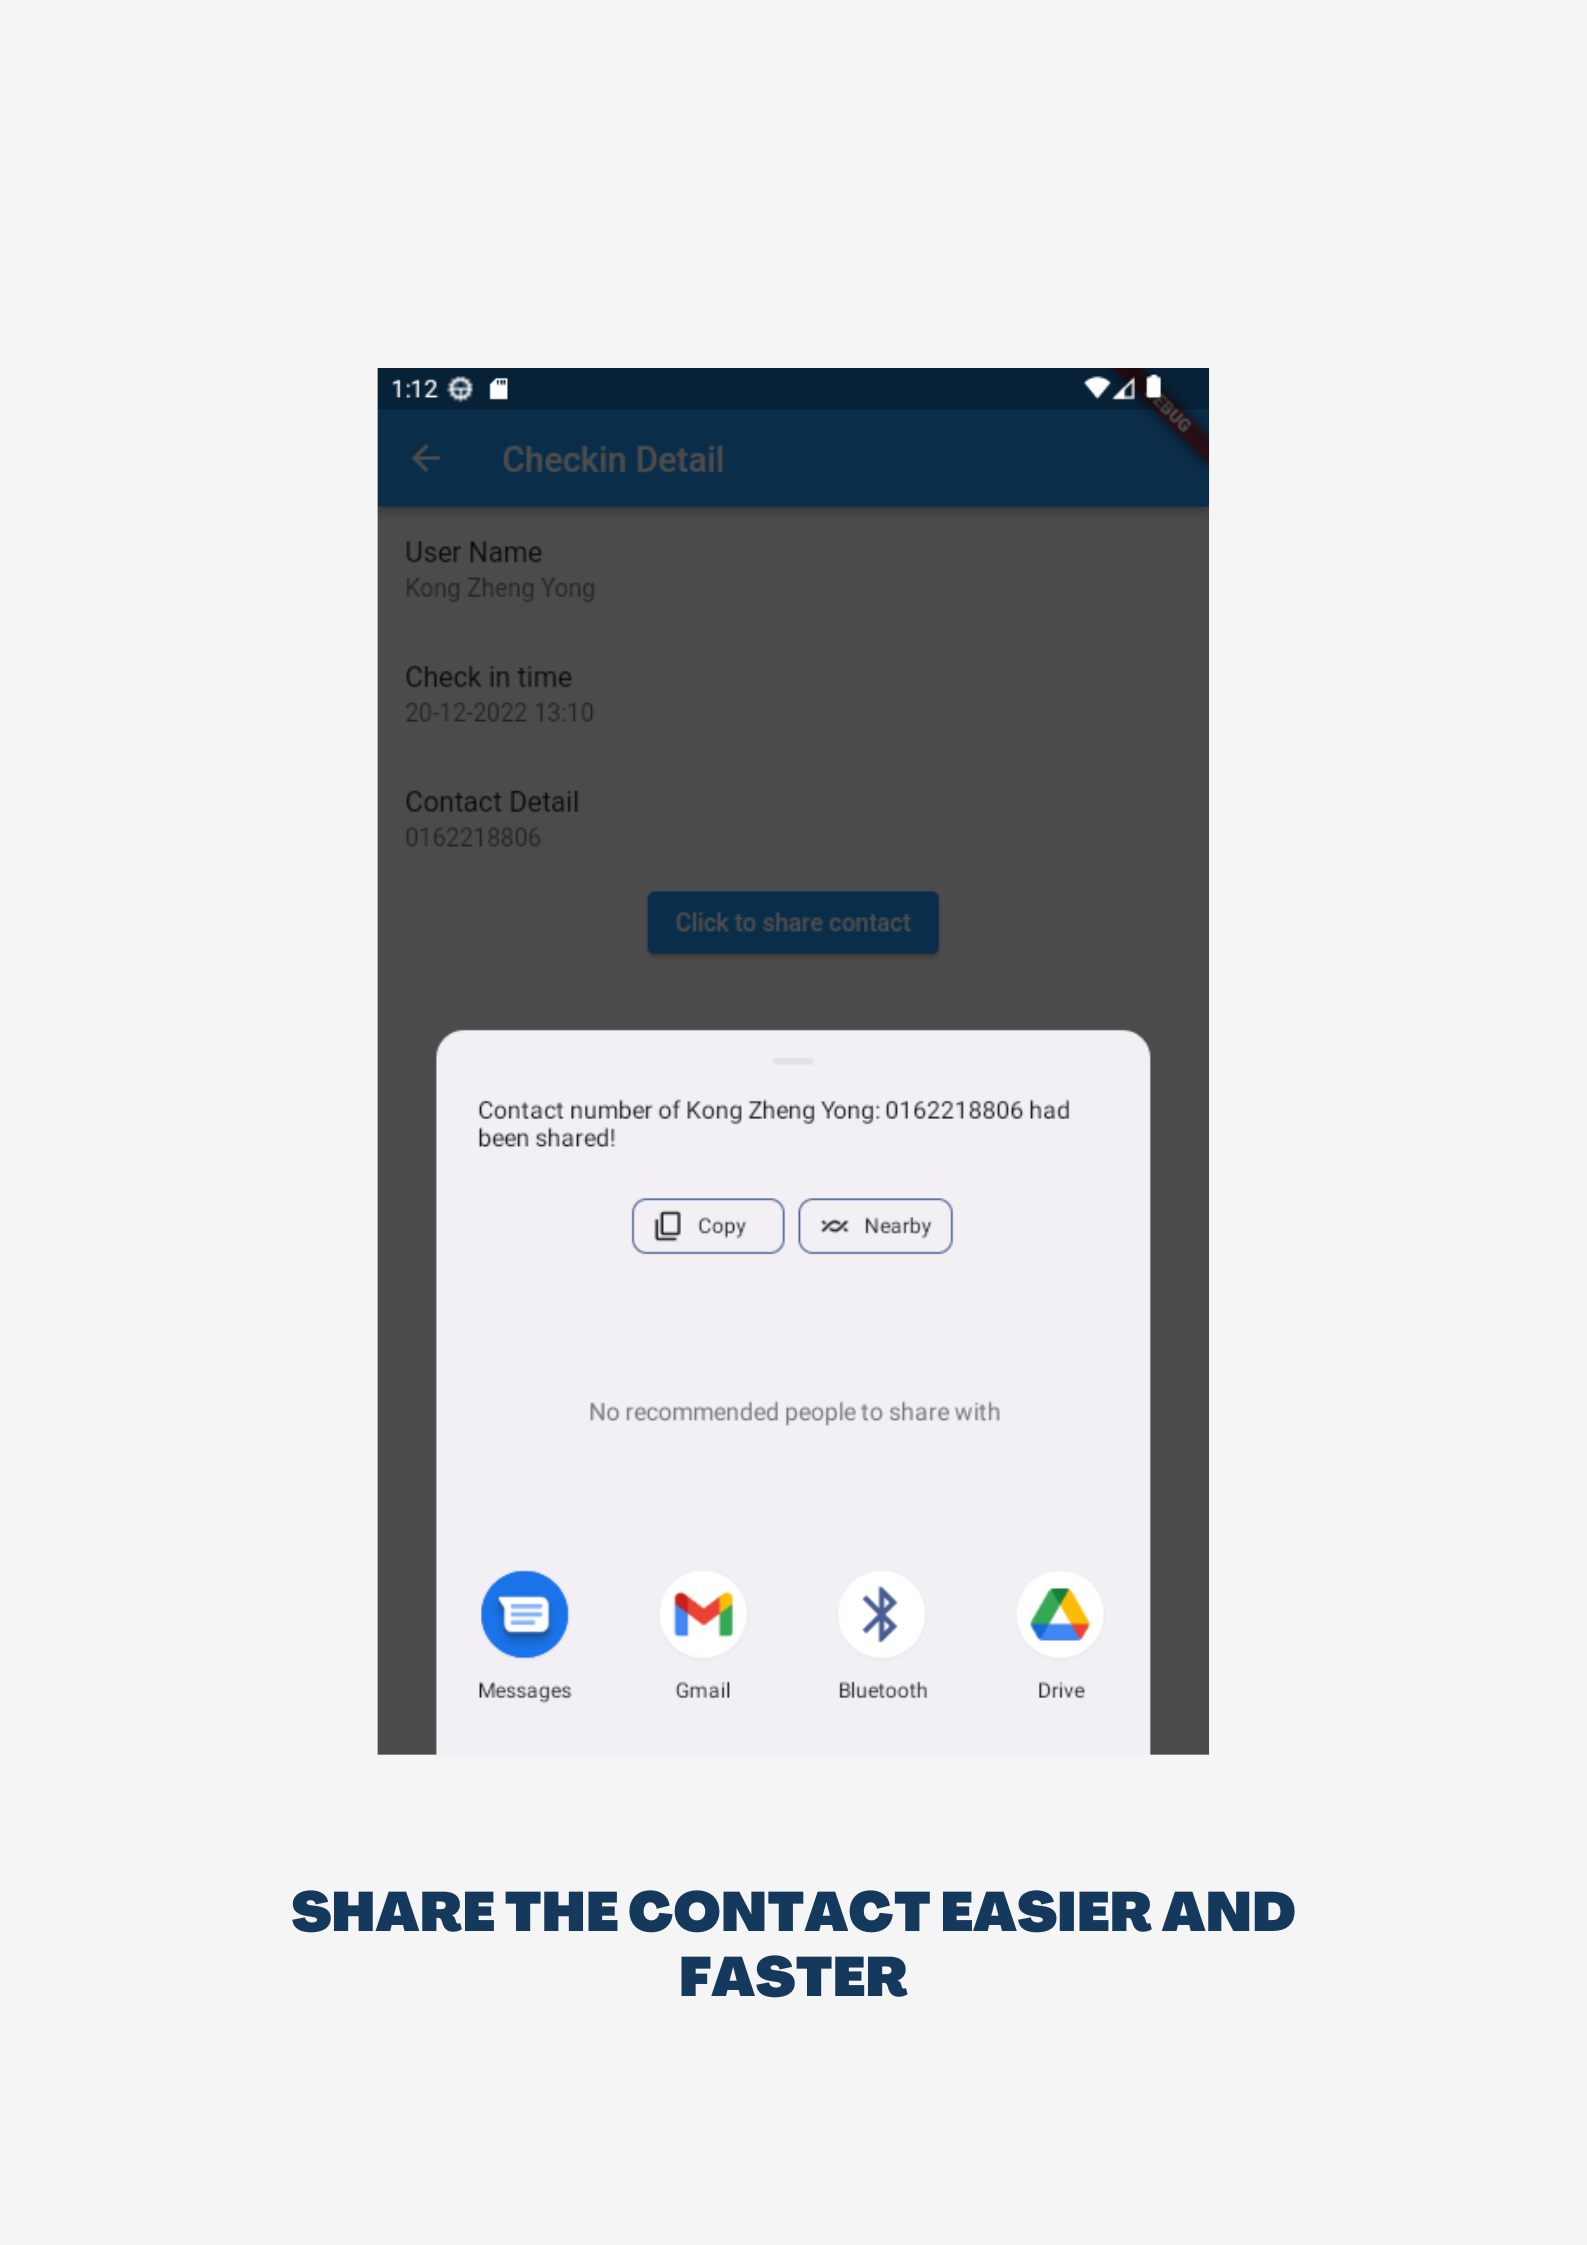 1:12
EBUG
Checkin Detail
User Name
Kong Zheng Yong
Check in time
20-12-2022 13:10
Contact Detail
0162218806
Click to share contact
Contact number of Kong Zheng Yong: 0162218806 had
been shared!
Copy
Nearby
No recommended people to share with
Messages
Gmail
Bluetooth
Drive
SHARE THE CONTACT EASIER AND
FASTER